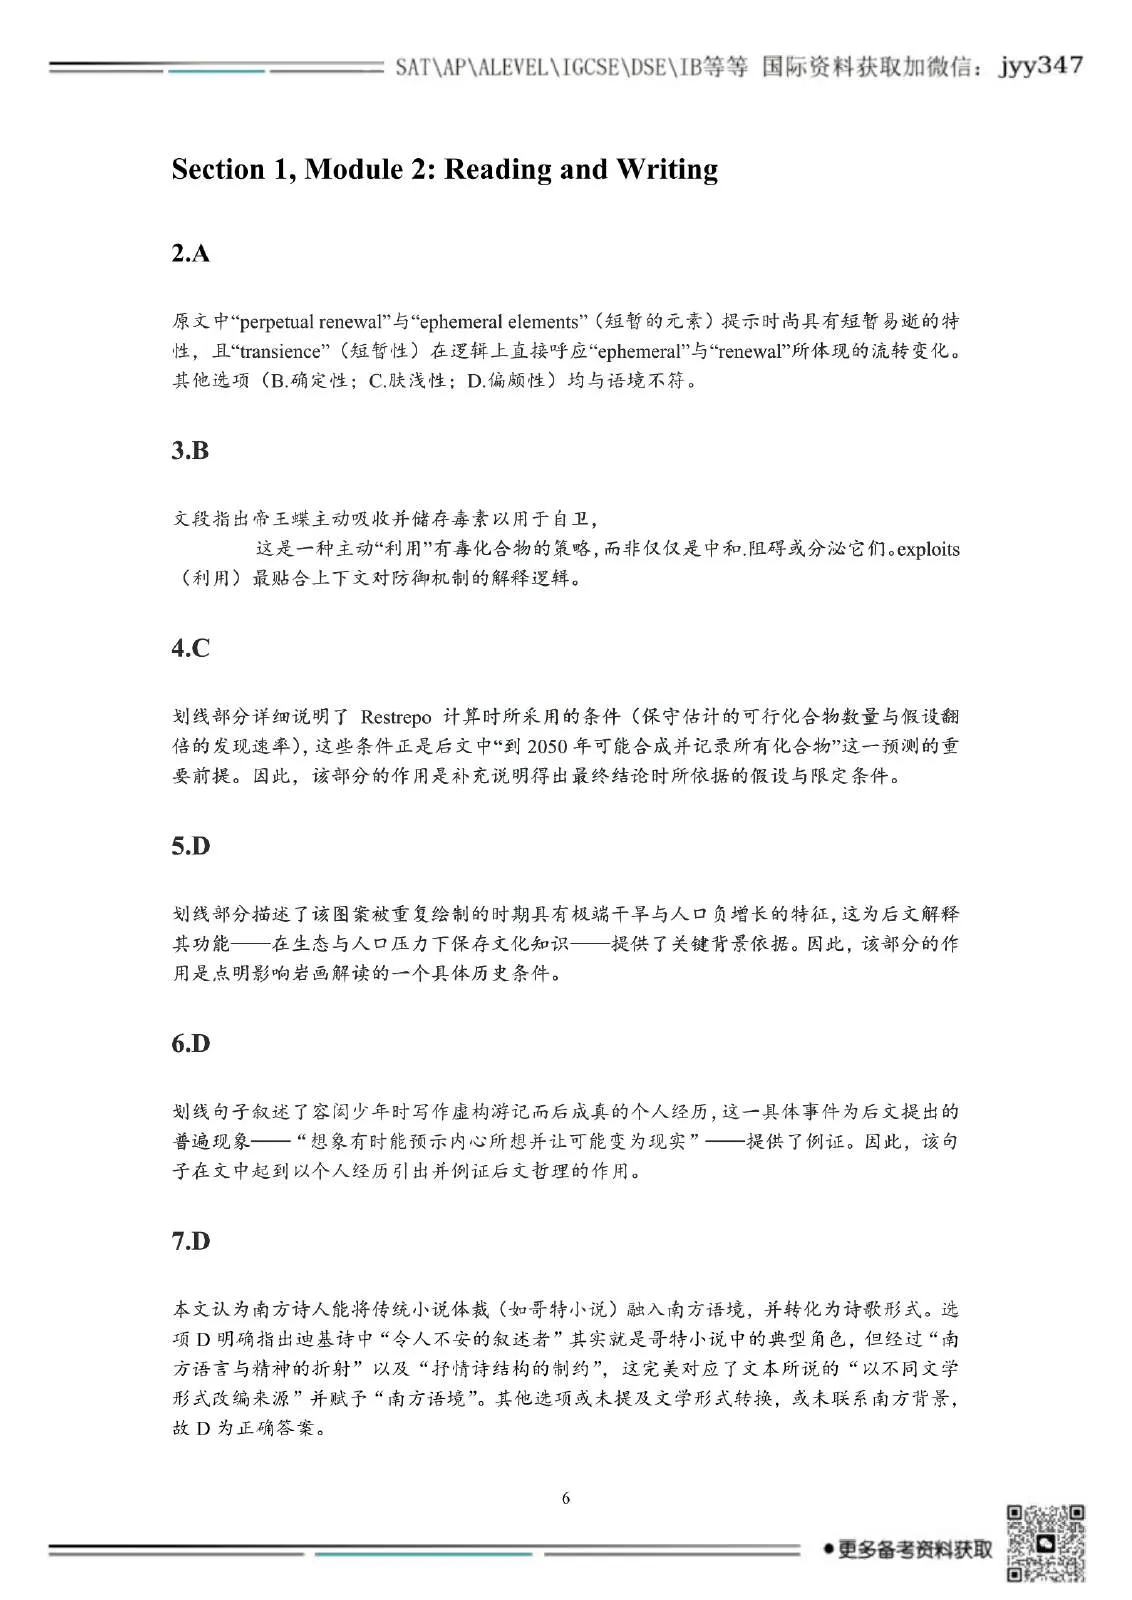 SAT\AP\ALEVEL\IGCSE\DSE\IB等等 国际资料获取加微信: jyy347
Section 1, Module 2: Reading and Writing
2.A
原文中“perpetual renewal”与“ephemeral elements”（短暂的元素）提示时尚具有短暂易逝的特
性，且“transience”（短暂性）在逻辑上直接呼应“ephemeral”与“renewal”所体现的流转变化。
其他选项（B.确定性；C.肤浅性；D.偏颇性）均与语境不符。
3.B
文段指出帝王蝶主动吸收并储存毒素以用于自卫，
这是一种主动“利用”有毒化合物的策略，而非仅仅是中和.阻碍或分泌它们。exploits
（利用）最贴合上下文对防御机制的解释逻辑。
4.C
划线部分详细说明了 Restrepo 计算时所采用的条件（保守估计的可行化合物数量与假设翻
倍的发现速率），这些条件正是后文中“到 2050 年可能合成并记录所有化合物”这一预测的重
要前提。因此，该部分的作用是补充说明得出最终结论时所依据的假设与限定条件。
5.D
划线部分描述了该图案被重复绘制的时期具有极端干旱与人口负增长的特征，这为后文解释
其功能——在生态与人口压力下保存文化知识——提供了关键背景依据。因此，该部分的作
用是点明影响岩画解读的一个具体历史条件。
6.D
划线句子叙述了容闳少年时写作虚构游记而后成真的个人经历，这一具体事件为后文提出的
普遍现象——“想象有时能预示内心所想并让可能变为现实”——提供了例证。因此，该句
子在文中起到以个人经历引出并例证后文哲理的作用。
7.D
本文认为南方诗人能将传统小说体裁（如哥特小说）融入南方语境，并转化为诗歌形式。选
项 D 明确指出迪基诗中“令人不安的叙述者”其实就是哥特小说中的典型角色，但经过“南
方语言与精神的折射”以及“抒情诗结构的制约”，这完美对应了文本所说的“以不同文学
形式改编来源”并赋予“南方语境”。其他选项或未提及文学形式转换，或未联系南方背景，
故 D 为正确答案。
6
●更多备考资料获取